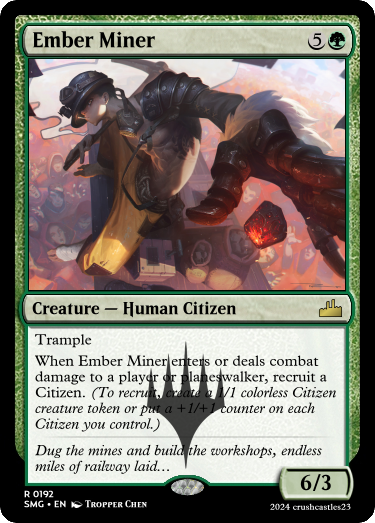 Ember Miner 5
Creature — Human Citizen
Trample
When Ember Miner enters or deals combat
damage to a player or planeswalker, recruit a
Citizen. (To recruit, create a 1/1 colorless Citizen
creature token or put a +1/+1 counter on each
Citizen you control.)
Dug the mines and build the workshops, endless
miles of railway laid…
6/3
R 0192
SMG • EN Tropper Chen
2024 crushcastles23